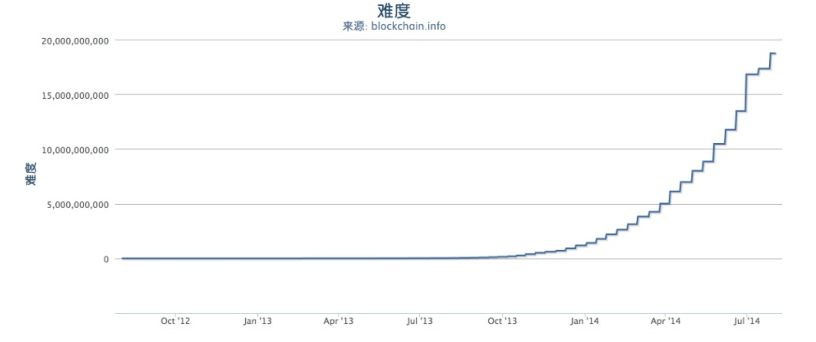 难度
来源: blockchain.info
20,000,000,000
15,000,000,000
10,000,000,000
5,000,000,000
0
难度
Oct '12 Jan '13 Apr '13 Jul '13 Oct '13 Jan '14 Apr '14 Jul '14